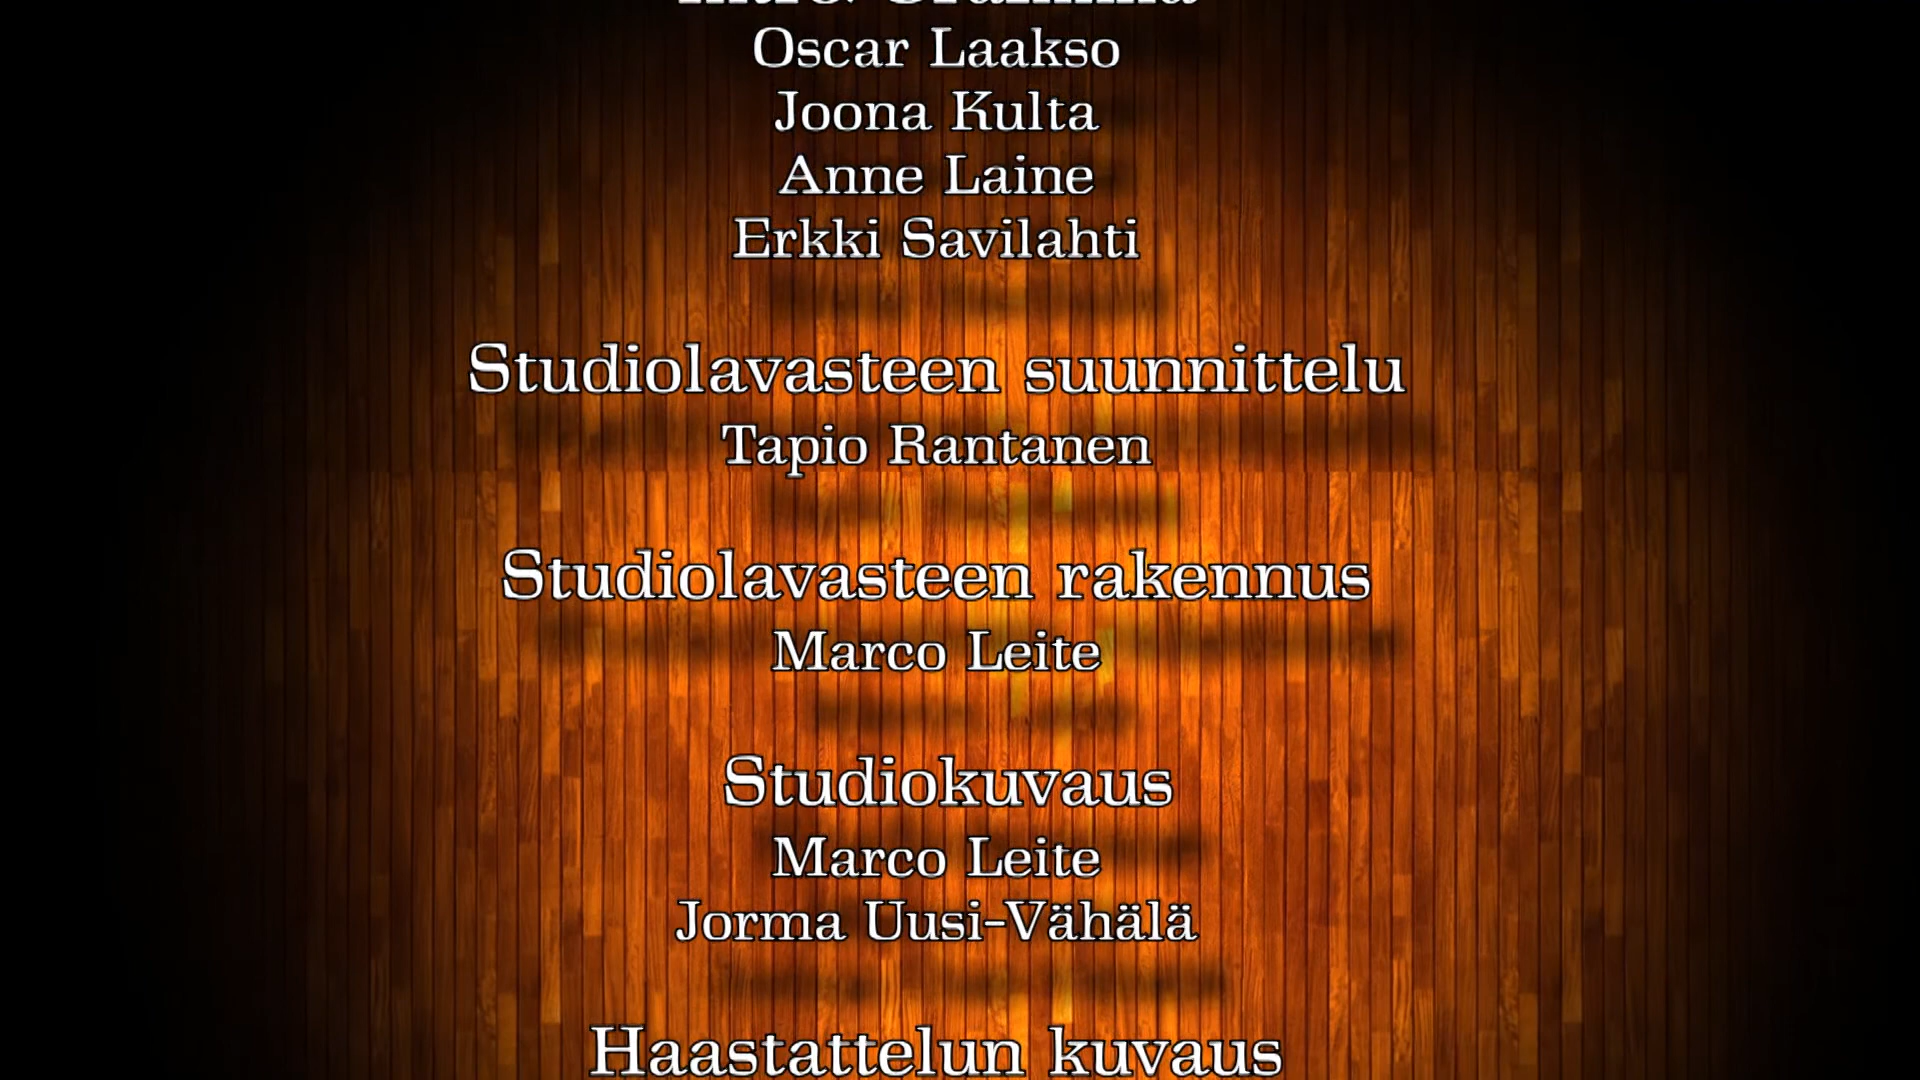 Oscar Laakso
Joona Kulta
Anne Laine
Erkki Savilahti
Studiolavasteen suunnittelu
Tapio Rantanen
Studiolavasteen rakennus
Marco Leite
Studiokuvaus
Marco Leite
Jorma Uusi-Vähälä
Haastattelun kuvaus